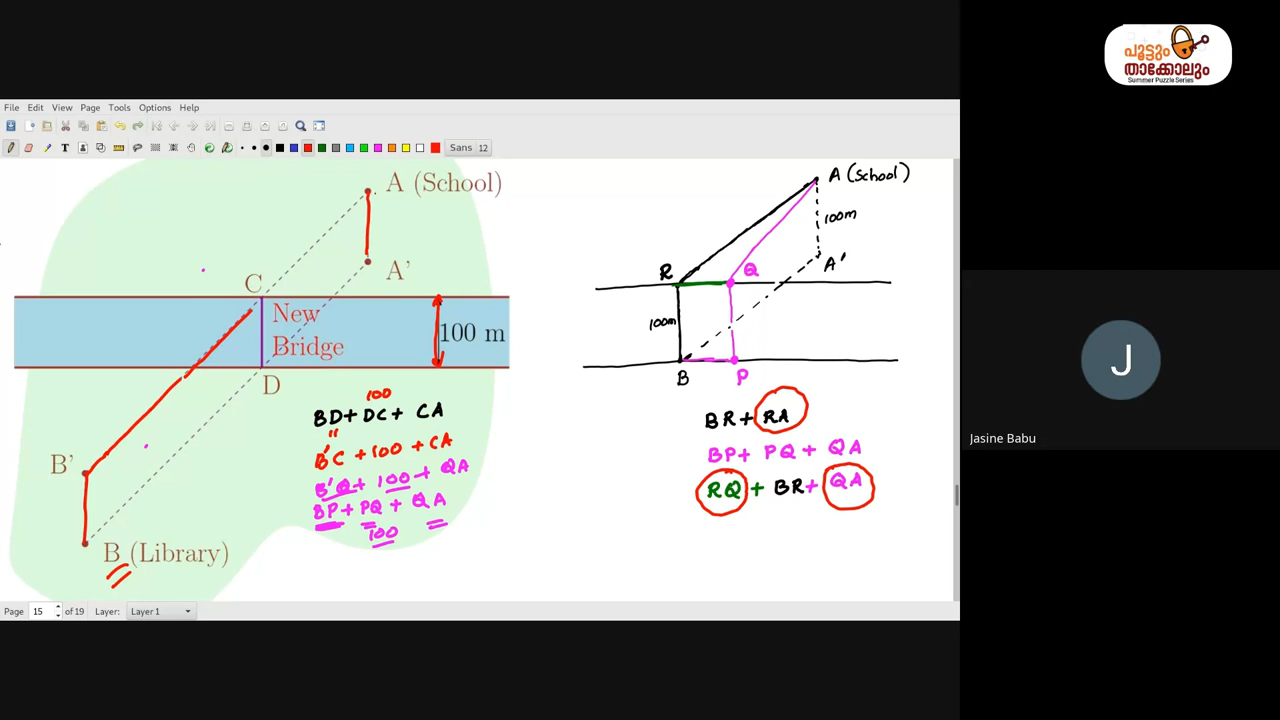 പൂട്ടും
താക്കോലും
Summer Puzzle Series
File Edit View Page Tools Options Help
Sans 12
A (School)
A'
C
New
Bridge
100 m
D
B'
B (Library)
100
BD + DC + CA
"
B'C + 100 + CA
B'Q + 100 + QA
BP + PQ + QA
100
A (School)
100m
A'
R
Q
100m
B
P
BR + RA
BP + PQ + QA
RQ + BR + QA
Jasine Babu
J
Page 15 of 19 Layer: Layer 1